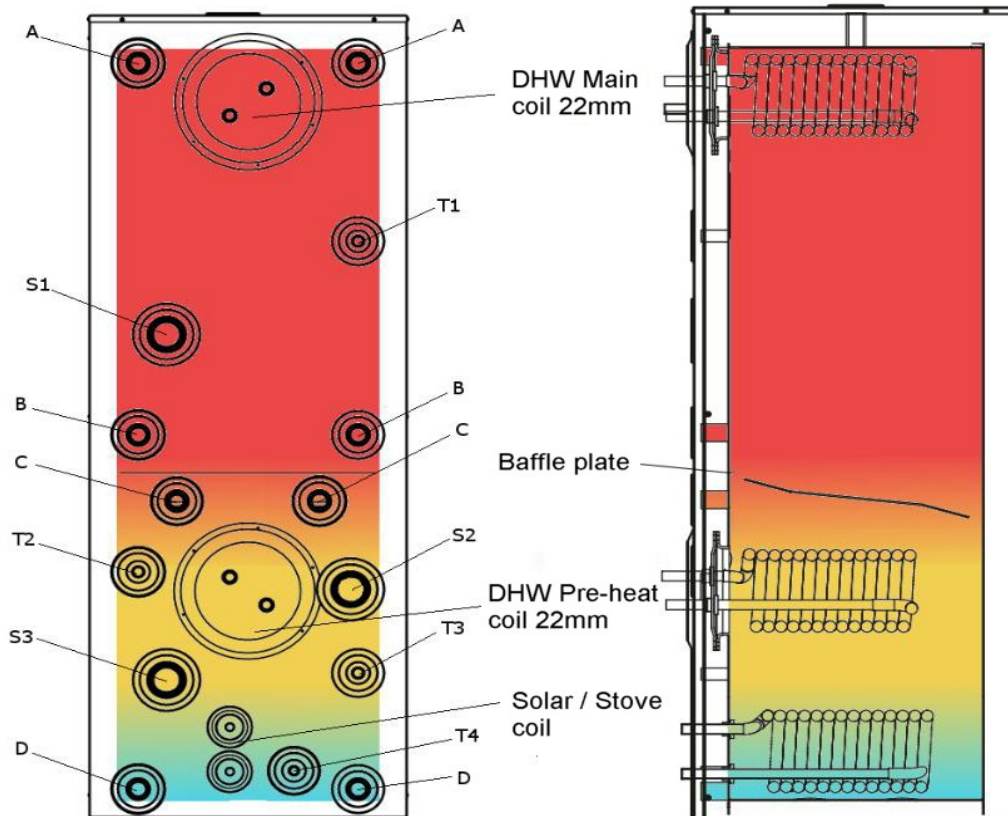 A
A
DHW Main
coil 22mm
T1
S1
B
B
C
C
Baffle plate
T2
S2
DHW Pre-heat
coil 22mm
S3
T3
Solar / Stove
coil
T4
D
D